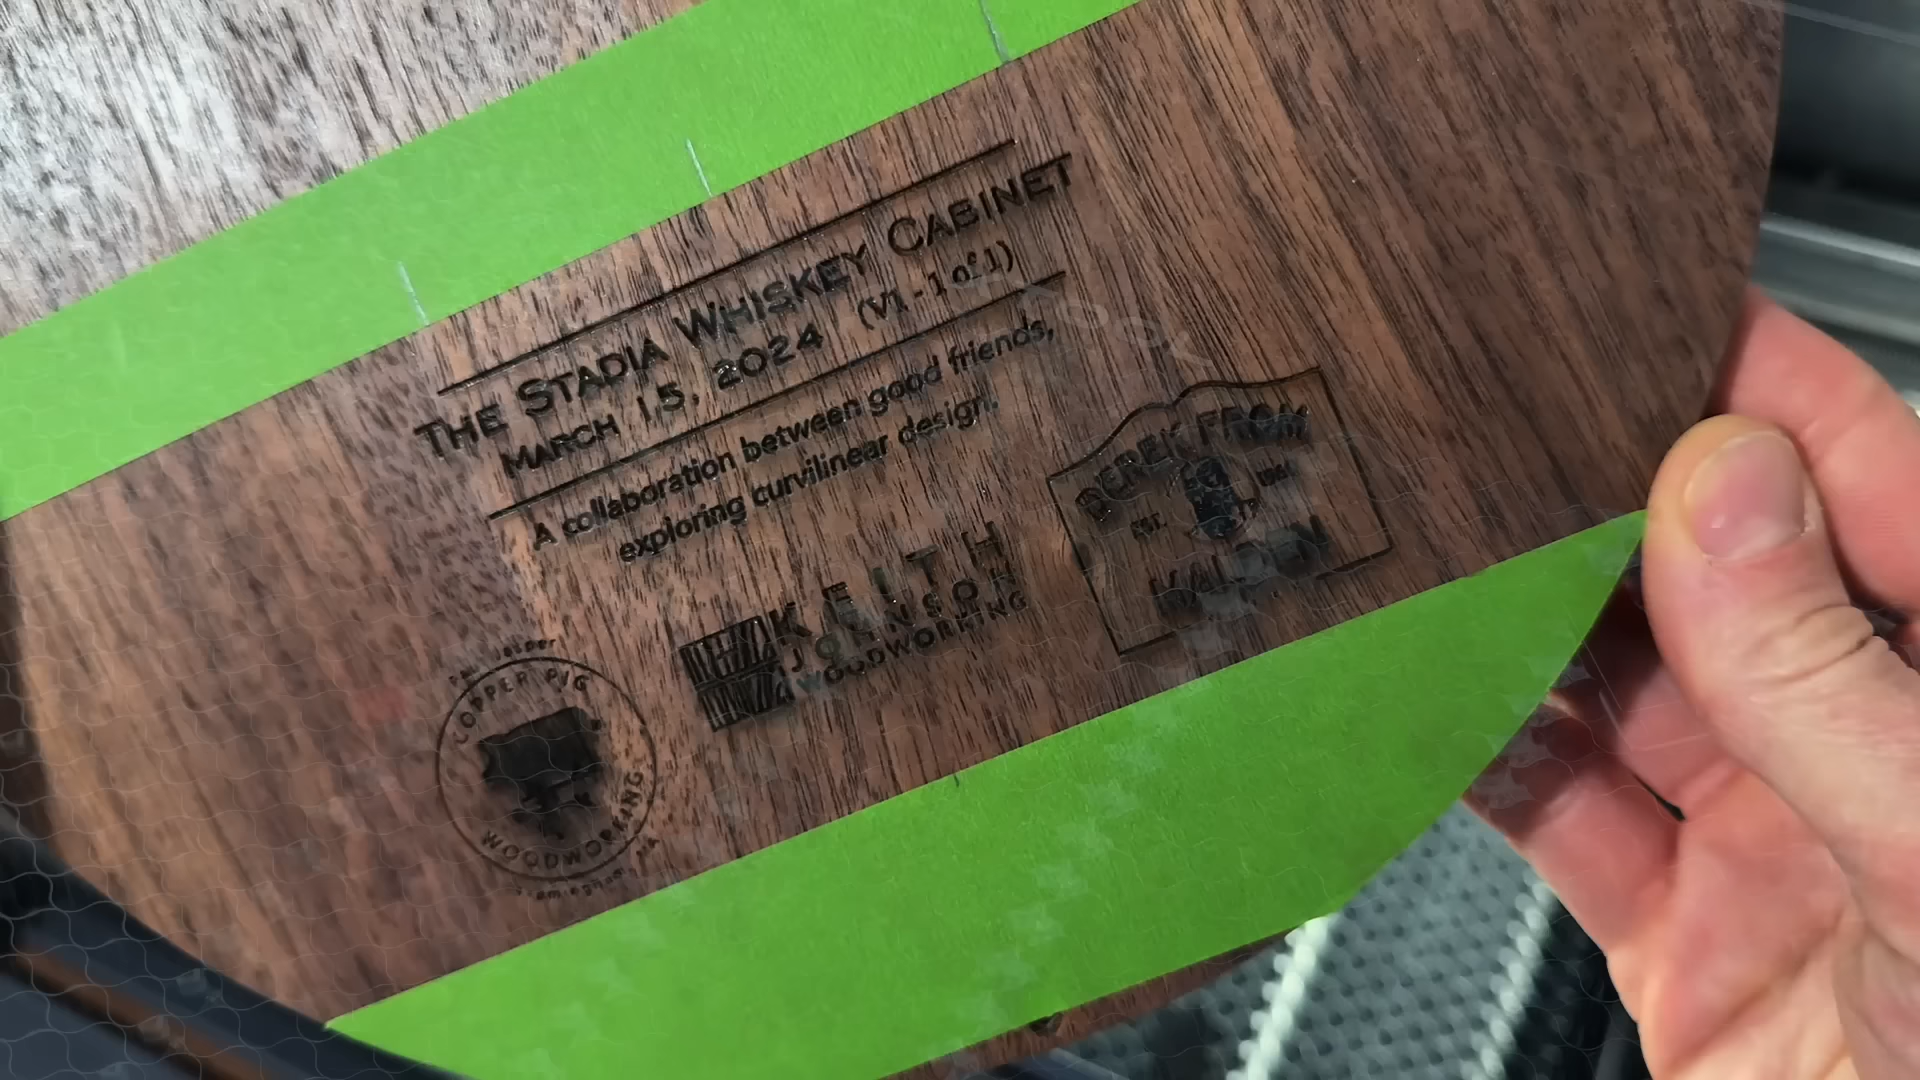 THE STADIA WHISKEY CABINET
MARCH 15, 2024 (V1 - 1 of 1)
A collaboration between good friends,
exploring curvilinear design.
COPPER PIG
WOODWORKING
KEITH
JOHNSON
WOODWORKING
DEREK FROM
EST.
WALDEN